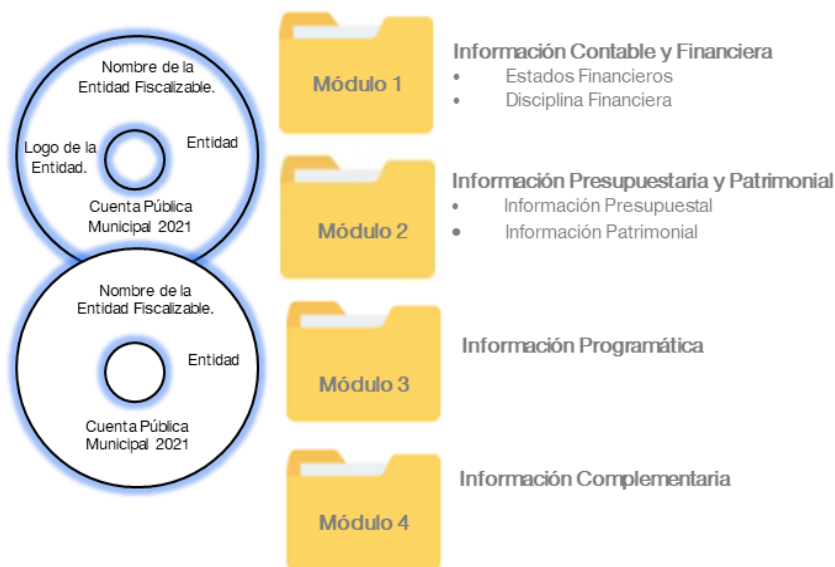 Nombre de la
Entidad Fiscalizable.
Logo de la
Entidad.
Entidad
Cuenta Pública
Municipal 2021
Nombre de la
Entidad Fiscalizable.
Entidad
Cuenta Pública
Municipal 2021
Módulo 1
Información Contable y Financiera
• Estados Financieros
• Disciplina Financiera
Módulo 2
Información Presupuestaria y Patrimonial
• Información Presupuestal
• Información Patrimonial
Módulo 3
Información Programática
Módulo 4
Información Complementaria